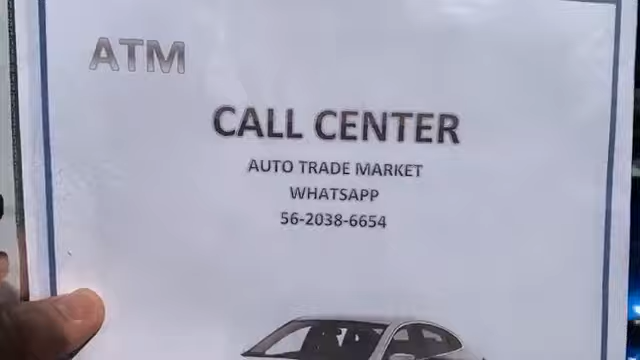 ATM
CALL CENTER
AUTO TRADE MARKET
WHATSAPP
56-2038-6654